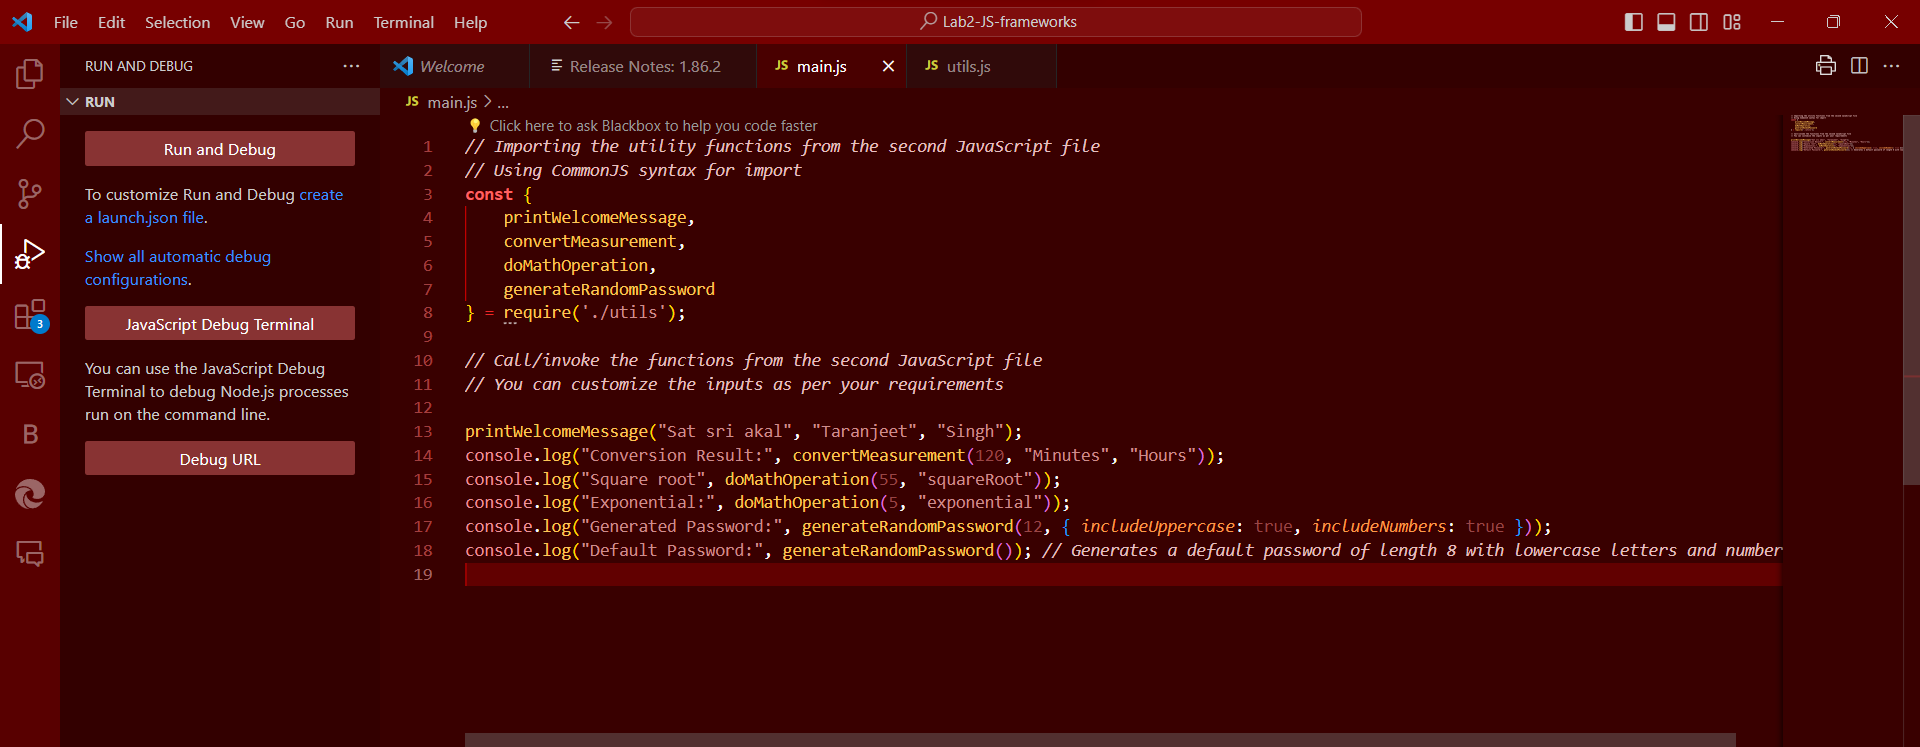 File Edit Selection View Go Run Terminal Help
Lab2-JS-frameworks
RUN AND DEBUG
Welcome
Release Notes: 1.86.2
JS main.js
JS utils.js
RUN
Run and Debug
To customize Run and Debug create
a launch.json file.
Show all automatic debug
configurations.
JavaScript Debug Terminal
You can use the JavaScript Debug
Terminal to debug Node.js processes
run on the command line.
Debug URL
3
B
JS main.js > ...
Click here to ask Blackbox to help you code faster
1 // Importing the utility functions from the second JavaScript file
2 // Using CommonJS syntax for import
3 const {
4 printWelcomeMessage,
5 convertMeasurement,
6 doMathOperation,
7 generateRandomPassword
8 } = require('./utils');
9
10 // Call/invoke the functions from the second JavaScript file
11 // You can customize the inputs as per your requirements
12
13 printWelcomeMessage("Sat sri akal", "Taranjeet", "Singh");
14 console.log("Conversion Result:", convertMeasurement(120, "Minutes", "Hours"));
15 console.log("Square root", doMathOperation(55, "squareRoot"));
16 console.log("Exponential:", doMathOperation(5, "exponential"));
17 console.log("Generated Password:", generateRandomPassword(12, { includeUppercase: true, includeNumbers: true }));
18 console.log("Default Password:", generateRandomPassword()); // Generates a default password of length 8 with lowercase letters and number
19